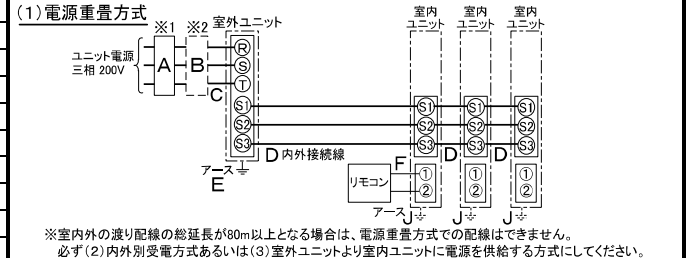 (1)電源重畳方式
※1 ※2 室外ユニット 室内ユニット 室内ユニット 室内ユニット
ユニット電源
三相 200V
A B C
R
S
T
S1 S1 S1 S1
S2 S2 S2 S2
S3 S3 S3 S3
D 内外接続線 D D
アース
E
F
リモコン
① ① ①
② ② ②
アース J J J
※室内外の渡り配線の総延長が80m以上となる場合は、電源重畳方式での配線はできません。
必ず(2)内外別受電方式あるいは(3)室外ユニットより室内ユニットに電源を供給する方式にしてください。